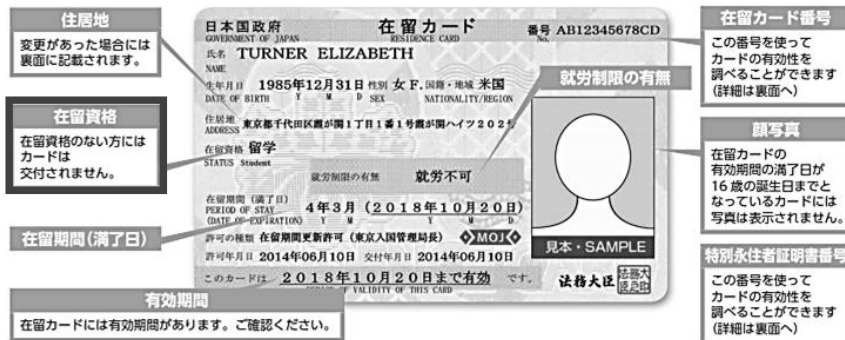 住居地
変更があった場合には
裏面に記載されます。
在留資格
在留資格のない方には
カードは
交付されません。
在留期間(満了日)
有効期間
在留カードには有効期間があります。ご確認ください。
日本国政府 在留カード 番号 AB12345678CD
GOVERNMENT OF JAPAN RESIDENCE CARD No.
氏名 TURNER ELIZABETH
NAME
生年月日 1985年12月31日 性別 女 F. 国籍・地域 米国
DATE OF BIRTH Y M D SEX NATIONALITY/REGION
住居地 東京都千代田区霞が関1丁目1番1号霞が関ハイツ202号
ADDRESS
在留資格 留学
STATUS Student
就労制限の有無 就労不可
在留期間(満了日) 4年3月(2018年10月20日)
PERIOD OF STAY
(DATE OF EXPIRATION) Y M Y M D
許可の種類 在留期間更新許可(東京入国管理局長) MOJ
許可年月日 2014年06月10日 交付年月日 2014年06月10日
このカードは 2018年10月20日まで有効 です。
PERIOD OF VALIDITY OF THIS CARD
見本・SAMPLE
法務大臣
就労制限の有無
在留カード番号
この番号を使って
カードの有効性を
調べることができます
(詳細は裏面へ)
顔写真
在留カードの
有効期間の満了日が
16歳の誕生日までと
なっているカードには
写真は表示されません。
特別永住者証明書番号
この番号を使って
カードの有効性を
調べることができます
(詳細は裏面へ)